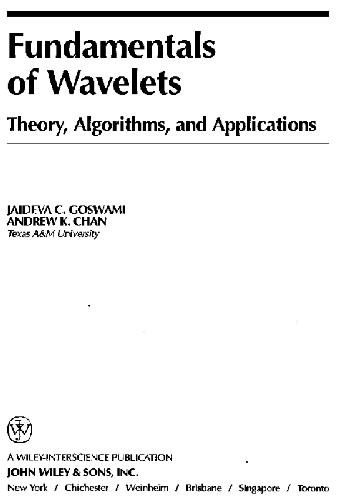 Fundamentals
of Wavelets
Theory, Algorithms, and Applications
JAIDEVA C. GOSWAMI
ANDREW K. CHAN
Texas A&M University
A WILEY-INTERSCIENCE PUBLICATION
JOHN WILEY & SONS, INC.
New York / Chichester / Weinheim / Brisbane / Singapore / Toronto